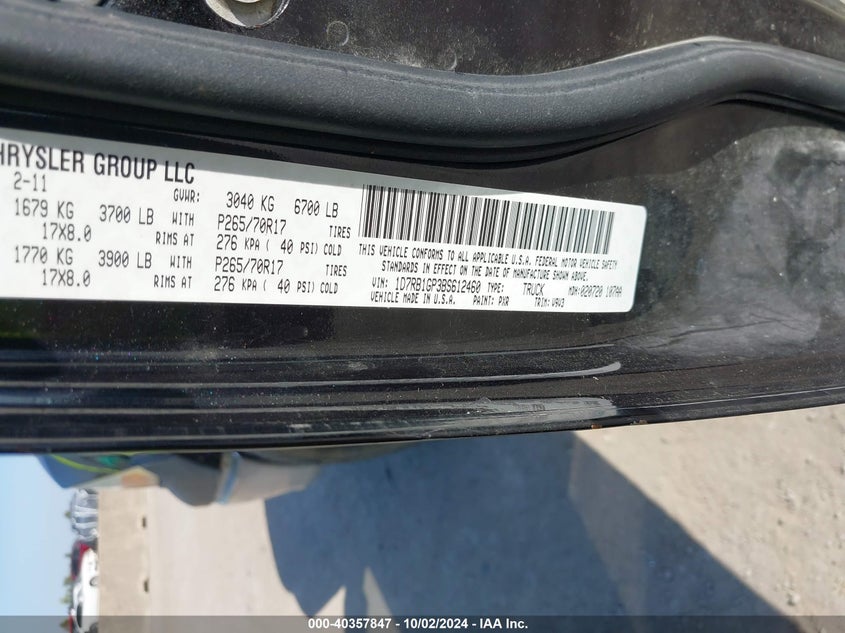 HRYSLER GROUP LLC
2-11 GVWR: 3040 KG 6700 LB
1679 KG 3700 LB WITH P265/70R17 TIRES
17X8.0 RIMS AT 276 KPA ( 40 PSI) COLD
1770 KG 3900 LB WITH P265/70R17 TIRES
17X8.0 RIMS AT 276 KPA ( 40 PSI) COLD
THIS VEHICLE CONFORMS TO ALL APPLICABLE U.S.A. FEDERAL MOTOR VEHICLE SAFETY
STANDARDS IN EFFECT ON THE DATE OF MANUFACTURE SHOWN ABOVE.
VIN: 1D7RB1GP3BS612460 TYPE: TRUCK MDH:020720 107AA
VEHICLE MADE IN U.S.A. PAINT: PXR TRIM: V9V3
000-40357847 - 10/02/2024 - IAA Inc.